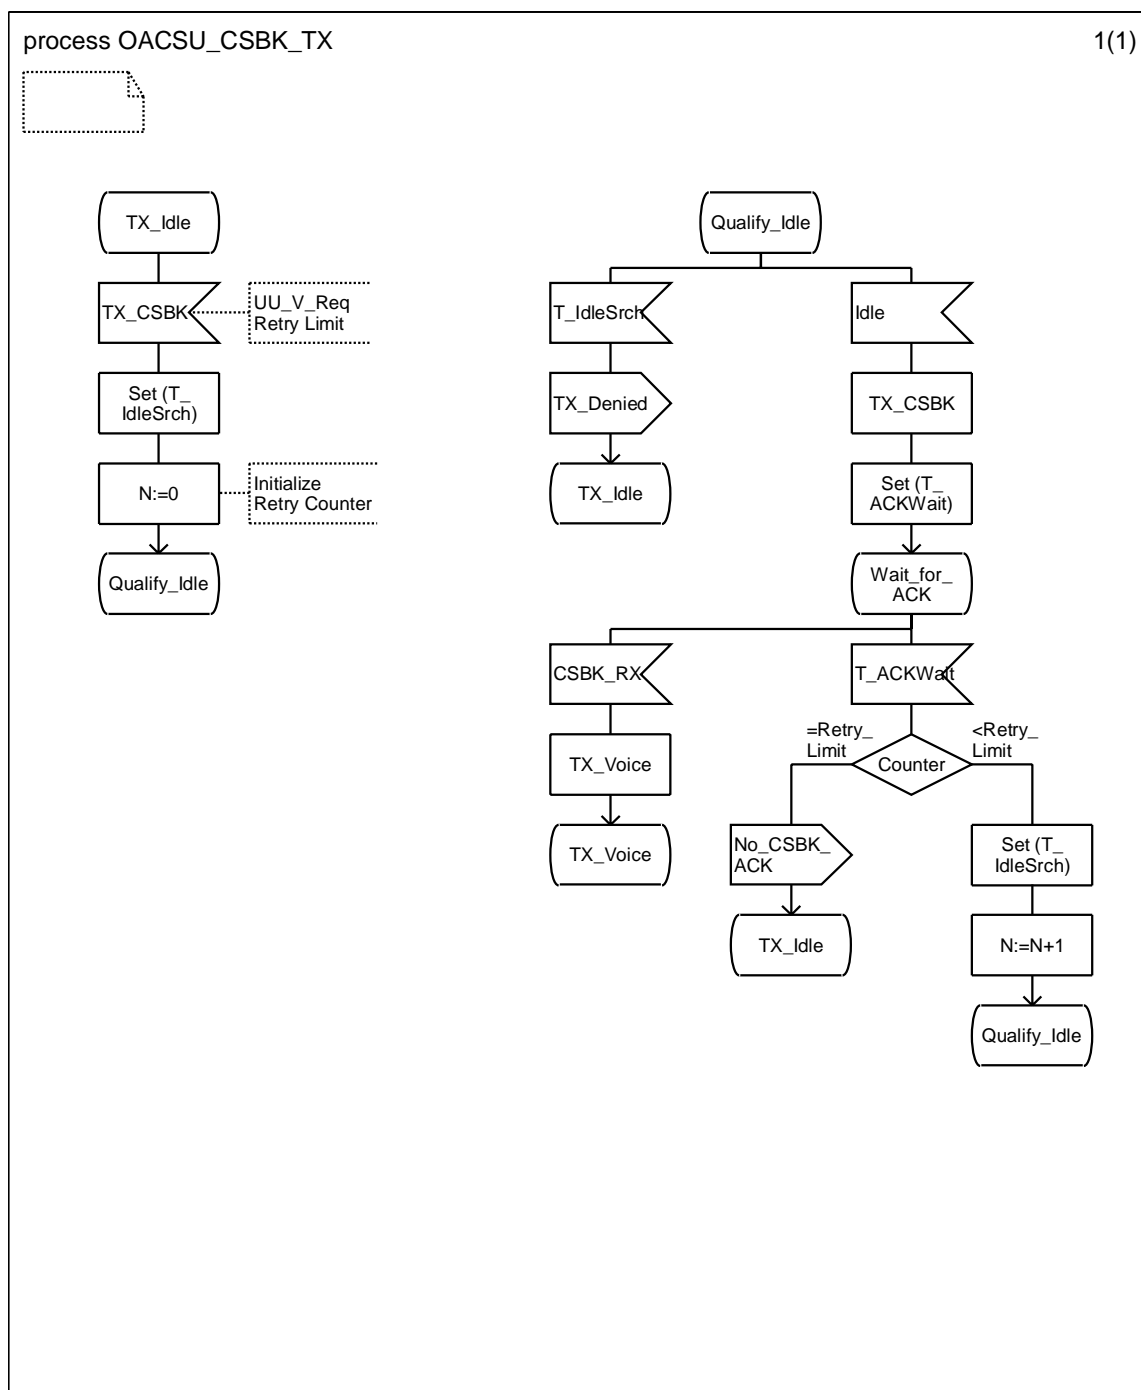 process OACSU_CSBK_TX
1(1)
TX_Idle
TX_CSBK
UU_V_Req
Retry Limit
Set (T_
IdleSrch)
N:=0
Initialize
Retry Counter
Qualify_Idle
Qualify_Idle
T_IdleSrch
TX_Denied
TX_Idle
Idle
TX_CSBK
Set (T_
ACKWait)
Wait_for_
ACK
CSBK_RX
TX_Voice
TX_Voice
T_ACKWait
=Retry_
Limit
Counter
<Retry_
Limit
No_CSBK_
ACK
TX_Idle
Set (T_
IdleSrch)
N:=N+1
Qualify_Idle